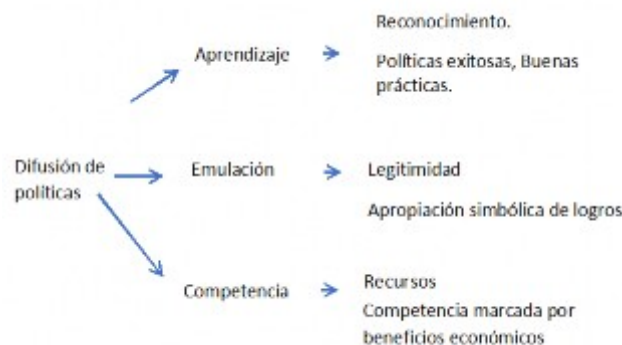 Reconocimiento.
Aprendizaje
Políticas exitosas, Buenas
prácticas.
Difusión de
políticas
Emulación
Legitimidad
Apropiación simbólica de logros
Competencia
Recursos
Competencia marcada por
beneficios económicos